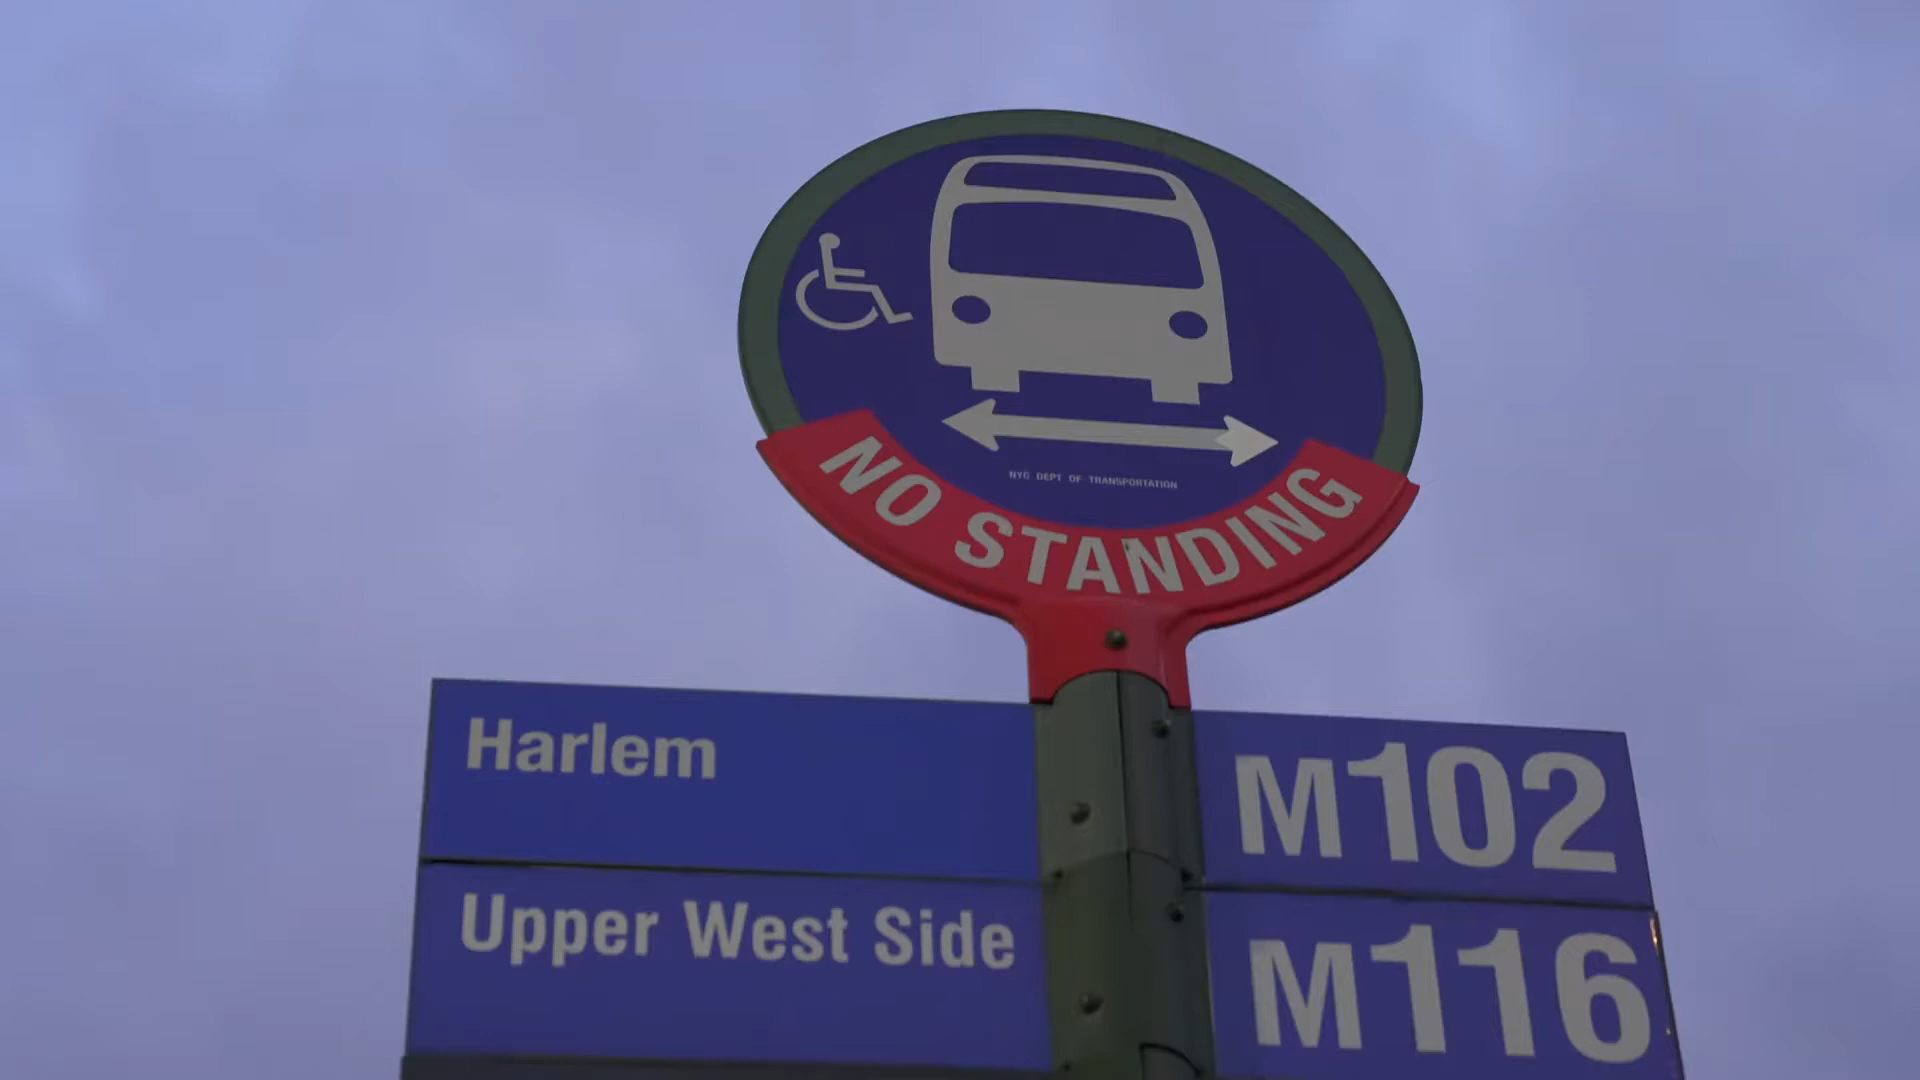 NYC DEPT OF TRANSPORTATION
NO STANDING
Harlem
M102
Upper West Side
M116